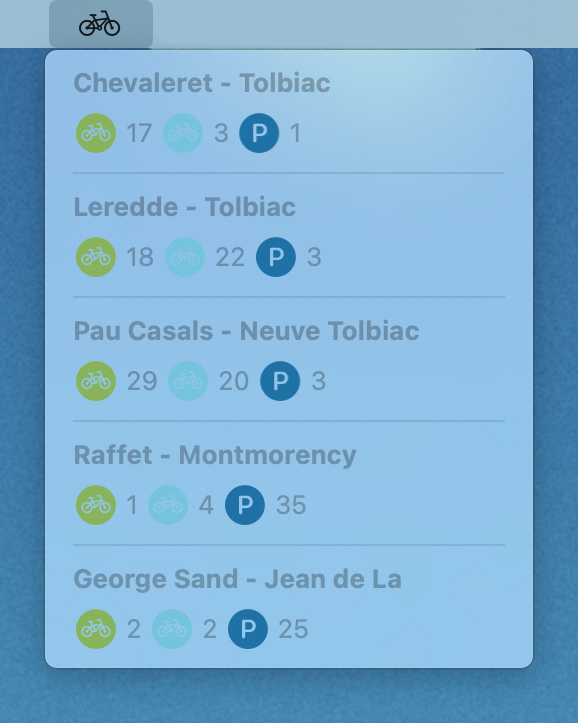 Chevaleret - Tolbiac
17 3 P 1
Leredde - Tolbiac
18 22 P 3
Pau Casals - Neuve Tolbiac
29 20 P 3
Raffet - Montmorency
1 4 P 35
George Sand - Jean de La
2 2 P 25